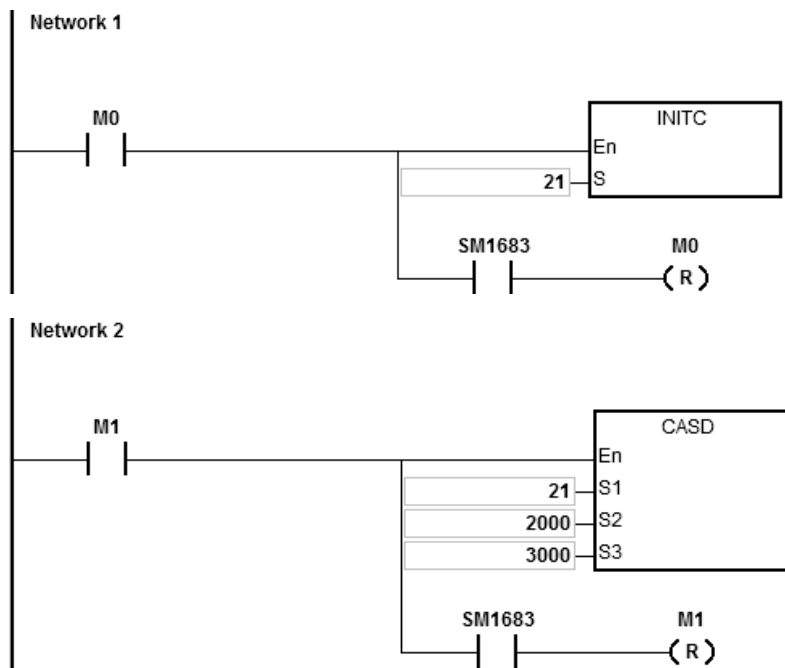 Network 1
M0
INITC
En
21 S
SM1683 M0
( R )
Network 2
M1
CASD
En
21 S1
2000 S2
3000 S3
SM1683 M1
( R )